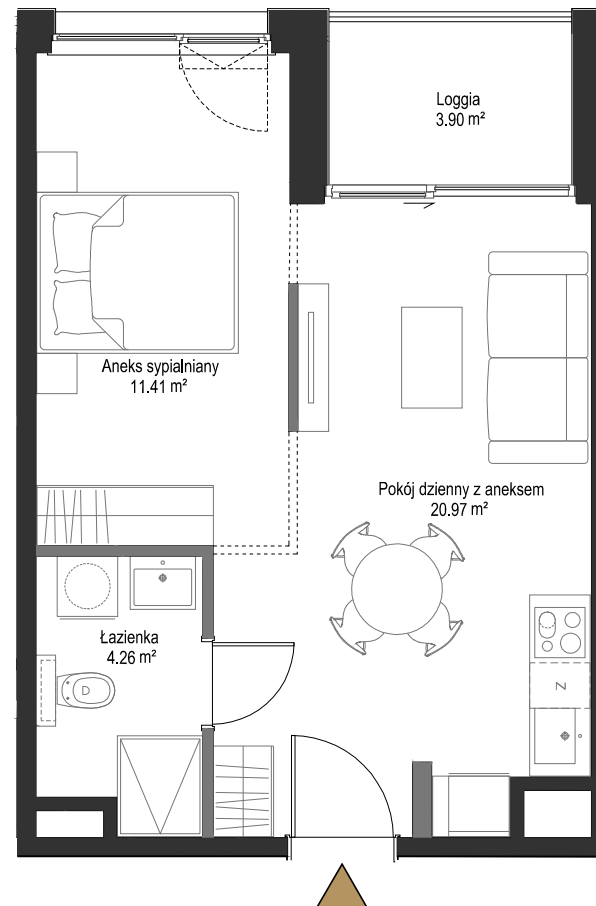 Loggia
3.90 m²
Aneks sypialniany
11.41 m²
Pokój dzienny z aneksem
20.97 m²
Łazienka
4.26 m²
Z